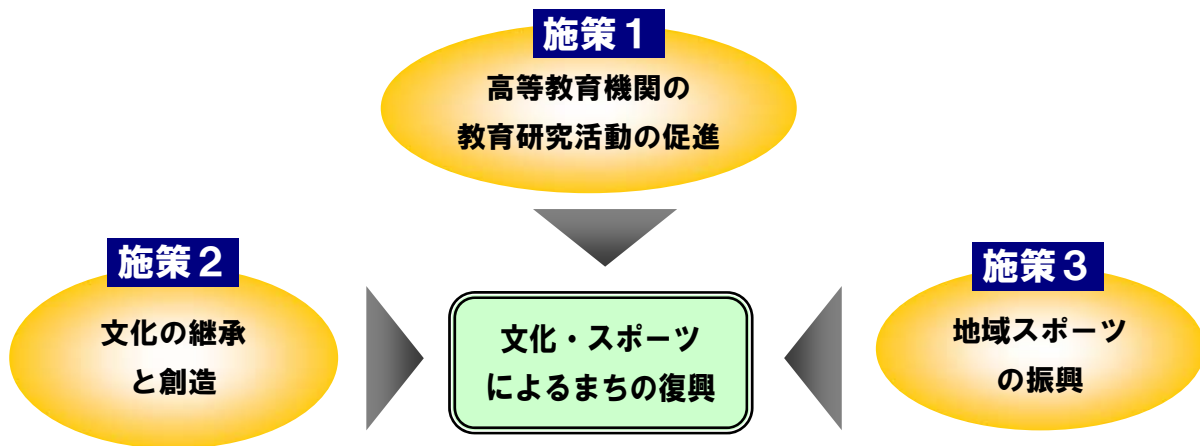 施策１
高等教育機関の
教育研究活動の促進
施策２
文化の継承
と創造
文化・スポーツ
によるまちの復興
施策３
地域スポーツ
の振興